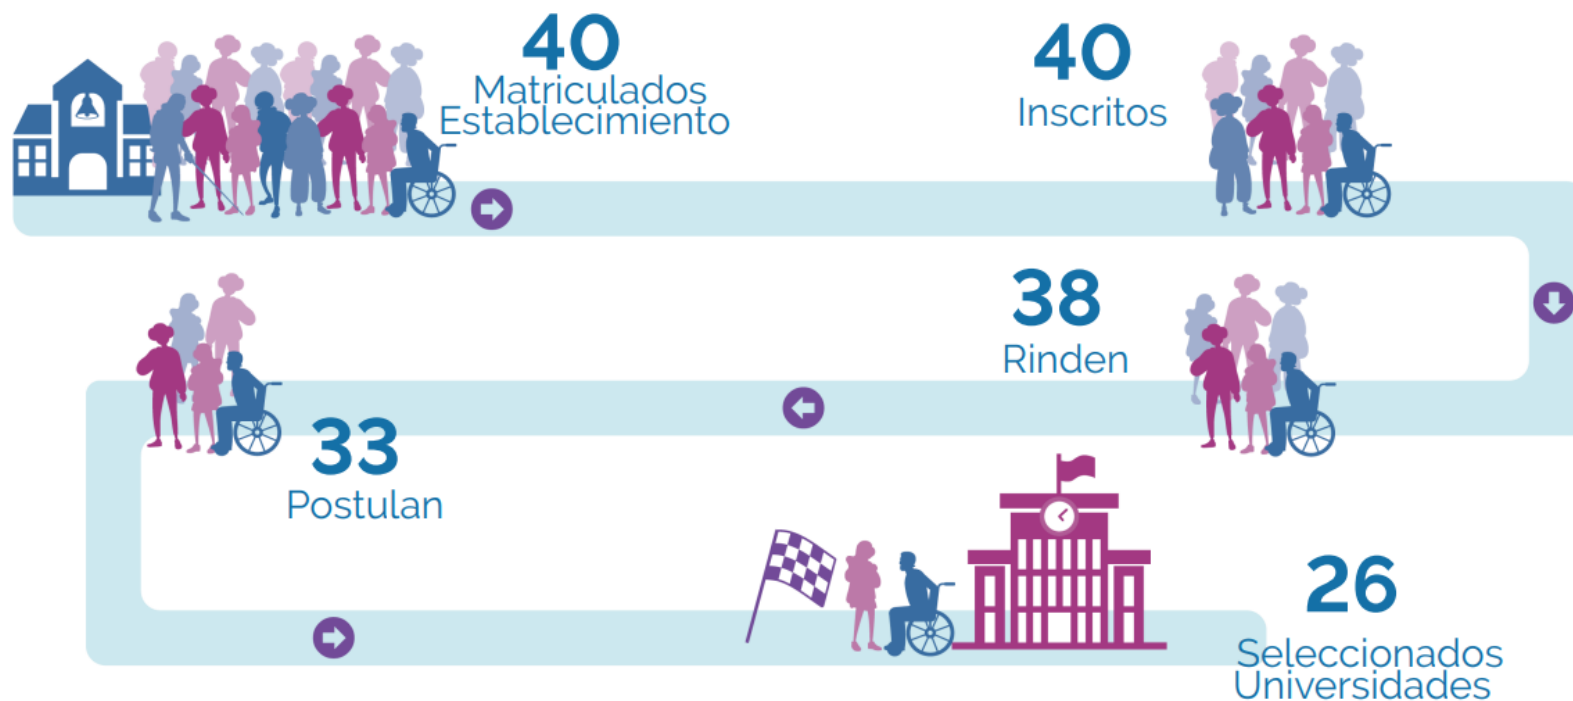 40
Matriculados
Establecimiento
40
Inscritos
38
Rinden
33
Postulan
26
Seleccionados
Universidades